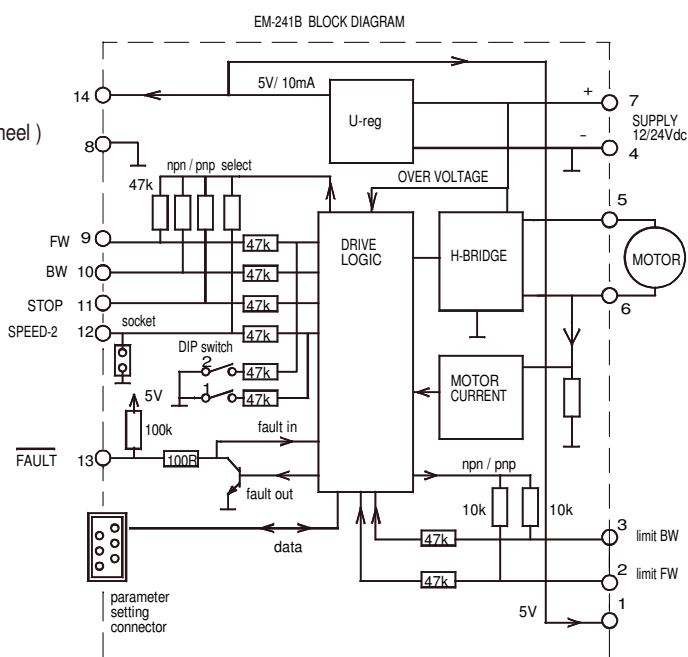 EM-241B BLOCK DIAGRAM
heel )
14
5V/ 10mA
U-reg
+
7
SUPPLY
12/24Vdc
-
4
8
npn / pnp select
47k
OVER VOLTAGE
5
FW 9
47k
BW 10
47k
STOP 11
47k
SPEED-2 12
47k
socket
DIP switch
2
47k
1
47k
DRIVE
LOGIC
H-BRIDGE
MOTOR
6
MOTOR
CURRENT
5V
100k
fault in
FAULT 13
100R
fault out
npn / pnp
10k
10k
3
limit BW
47k
data
2
limit FW
47k
1
5V
parameter
setting
connector